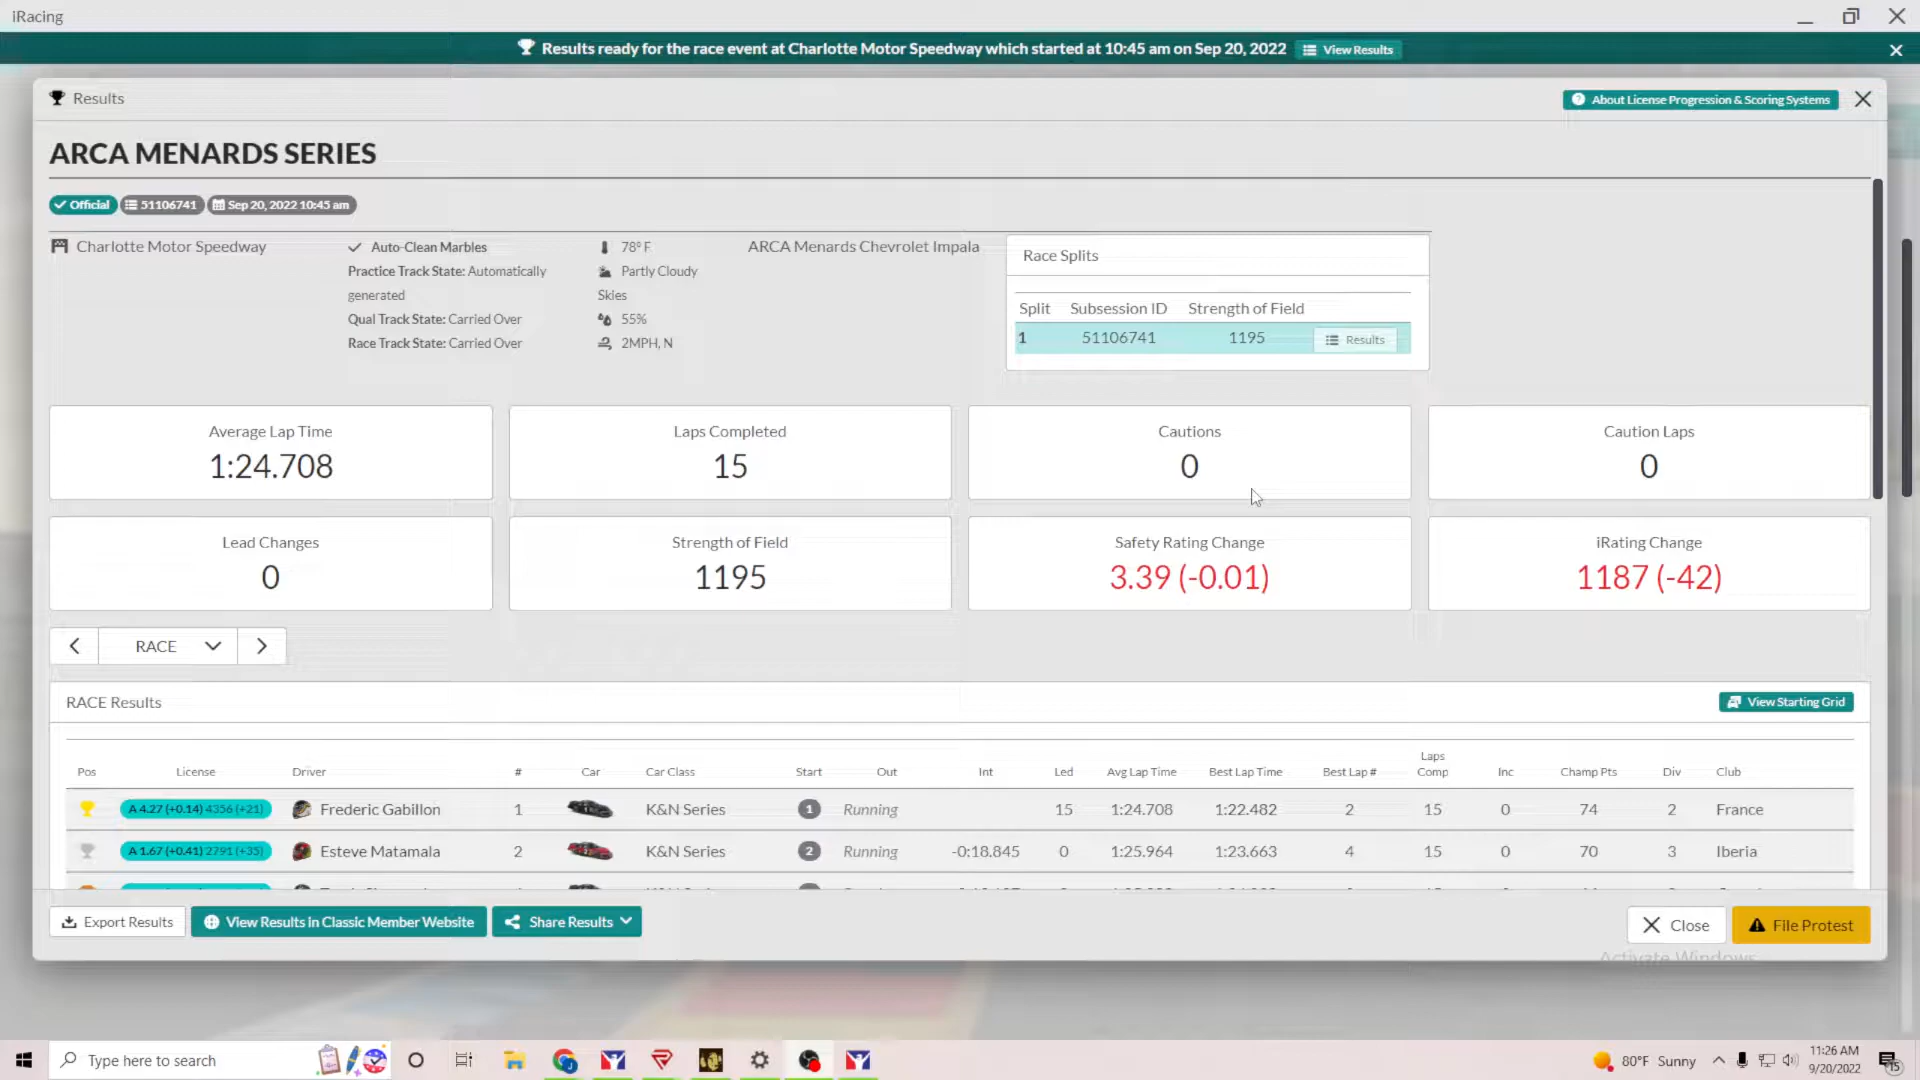 iRacing
Results ready for the race event at Charlotte Motor Speedway which started at 10:45 am on Sep 20, 2022 View Results
Results
About License Progression & Scoring Systems
ARCA MENARDS SERIES
Official 51106741 Sep 20, 2022 10:45 am
Charlotte Motor Speedway
Auto-Clean Marbles
Practice Track State: Automatically
generated
Qual Track State: Carried Over
Race Track State: Carried Over
78° F
Partly Cloudy
Skies
55%
2MPH, N
ARCA Menards Chevrolet Impala
Race Splits
Split Subsession ID Strength of Field
1 51106741 1195 Results
Average Lap Time
1:24.708
Laps Completed
15
Cautions
0
Caution Laps
0
Lead Changes
0
Strength of Field
1195
Safety Rating Change
3.39 (-0.01)
iRating Change
1187 (-42)
RACE
RACE Results
View Starting Grid
Pos License Driver # Car Car Class Start Out Int Led Avg Lap Time Best Lap Time Best Lap # Laps Comp Inc Champ Pts Div Club
A 4.27 (+0.14) 4356 (+21) Frederic Gabillon 1 K&N Series 1 Running 15 1:24.708 1:22.482 2 15 0 74 2 France
A 1.67 (+0.41) 2791 (+35) Esteve Matamala 2 K&N Series 2 Running -0:18.845 0 1:25.964 1:23.663 4 15 0 70 3 Iberia
Export Results View Results in Classic Member Website Share Results
Close File Protest
Activate Windows
Type here to search
80°F Sunny
11:26 AM
9/20/2022
15